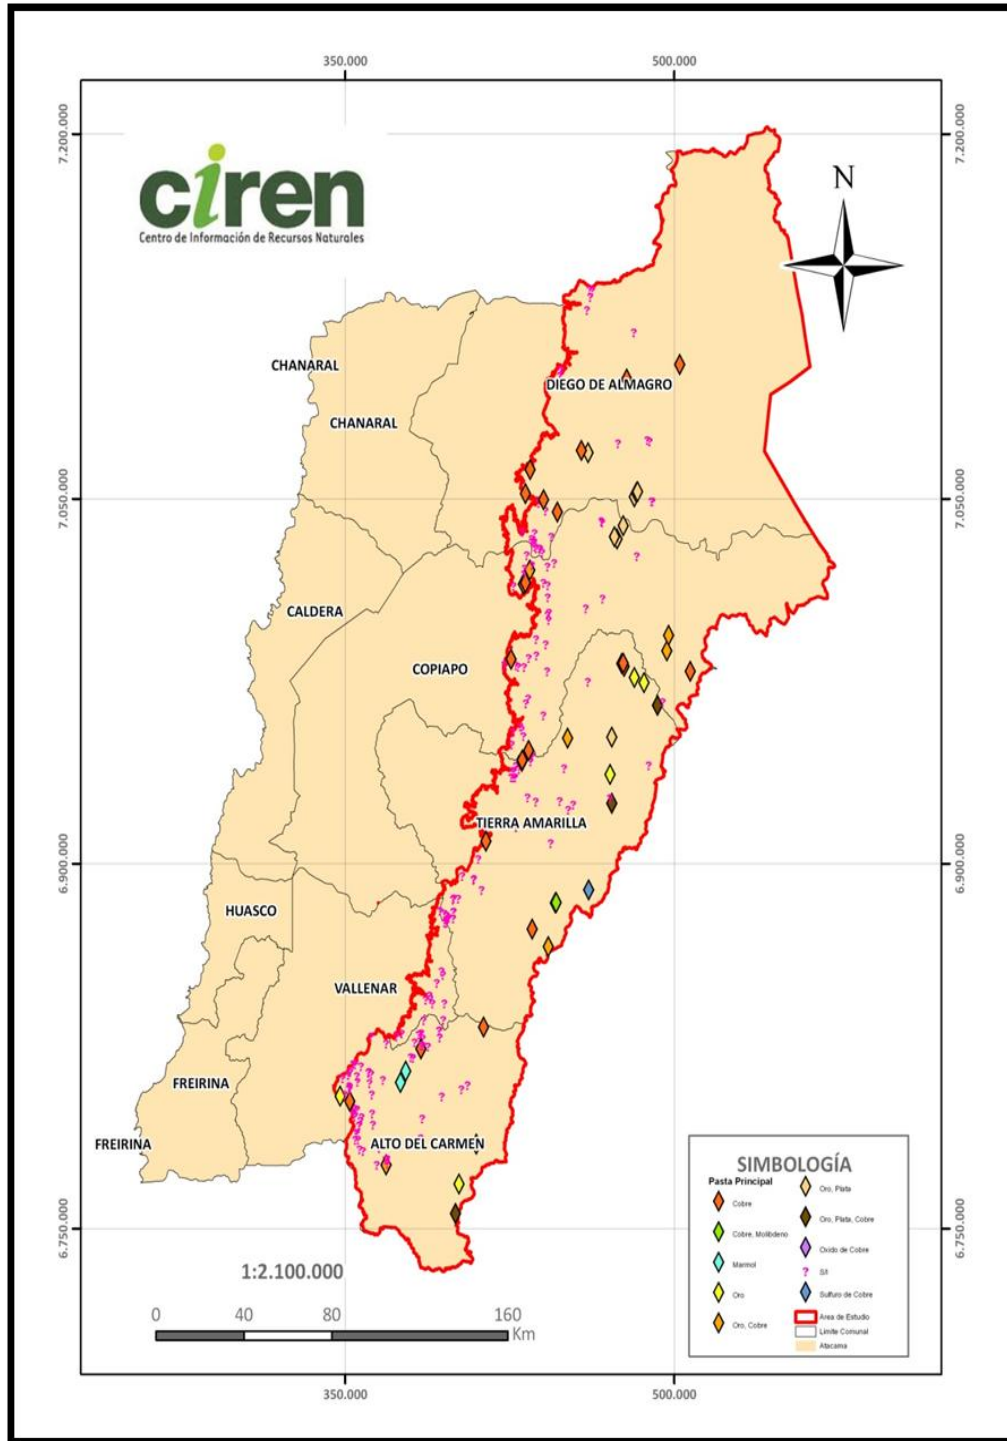 350.000
500.000
7.200.000
7.200.000
ciren
Centro de Información de Recursos Naturales
N
CHANARAL
DIEGO DE ALMAGRO
CHANARAL
7.050.000
7.050.000
CALDERA
COPIAPO
TIERRA AMARILLA
6.900.000
6.900.000
HUASCO
VALLENAR
FREIRINA
FREIRINA
ALTO DEL CARMEN
SIMBOLOGÍA
Pasta Principal
Cobre
Cobre, Molibdeno
Marmol
Oro
Oro, Cobre
Oro, Plata
Oro, Plata, Cobre
Oxido de Cobre
? S/I
Sulfuro de Cobre
Area de Estudio
Limite Comunal
Atacama
6.750.000
6.750.000
1:2.100.000
0 40 80 160
Km
350.000
500.000